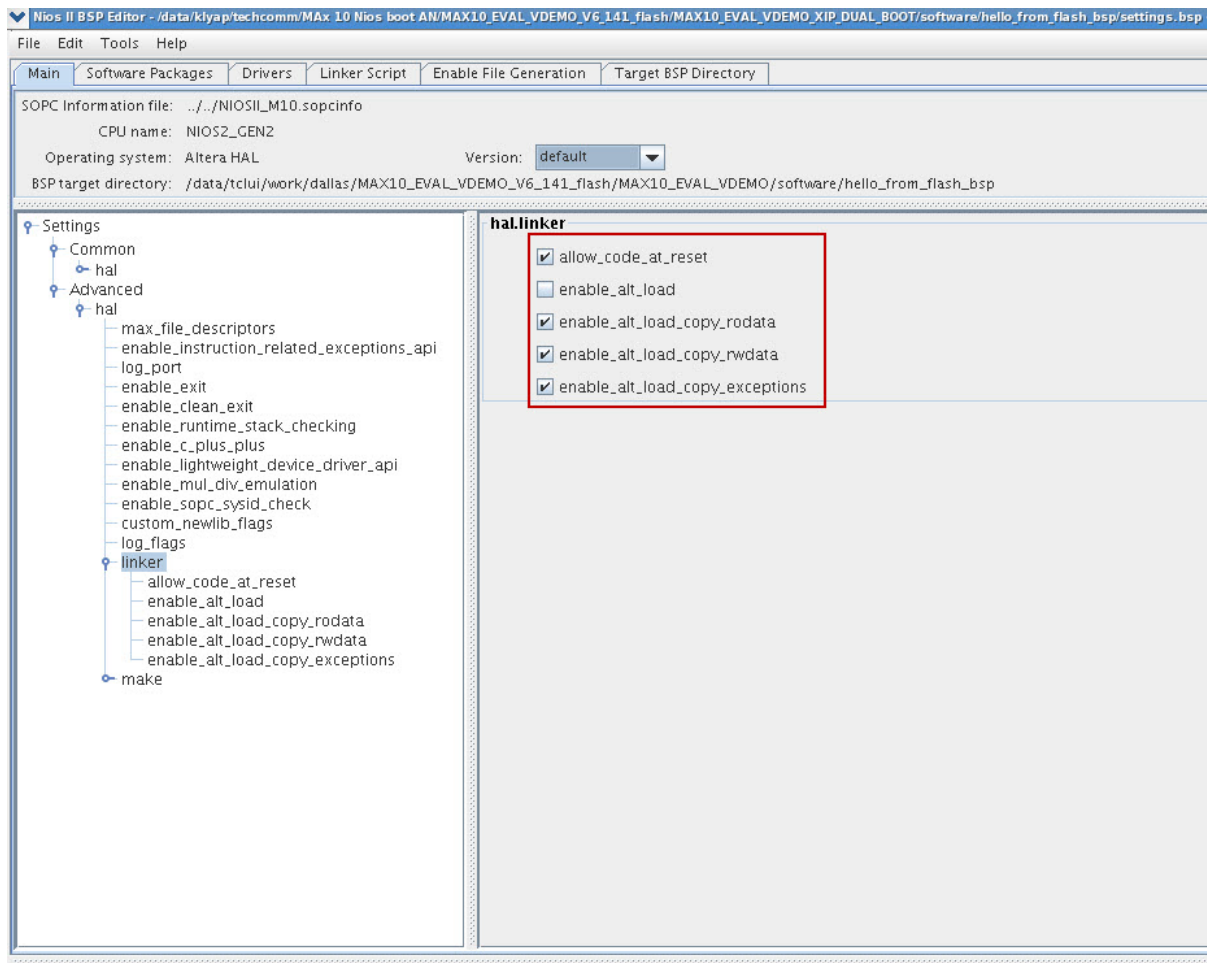 Nios II BSP Editor - /data/klyap/techcomm/MAx 10 Nios boot AN/MAX10_EVAL_VDEMO_V6_141_flash/MAX10_EVAL_VDEMO_XIP_DUAL_BOOT/software/hello_from_flash_bsp/settings.bsp
File Edit Tools Help
Main Software Packages Drivers Linker Script Enable File Generation Target BSP Directory
SOPC Information file: ../../NIOSII_M10.sopcinfo
CPU name: NIOS2_GEN2
Operating system: Altera HAL Version: default
BSP target directory: /data/tclui/work/dallas/MAX10_EVAL_VDEMO_V6_141_flash/MAX10_EVAL_VDEMO/software/hello_from_flash_bsp
Settings
Common
hal
Advanced
hal
max_file_descriptors
enable_instruction_related_exceptions_api
log_port
enable_exit
enable_clean_exit
enable_runtime_stack_checking
enable_c_plus_plus
enable_lightweight_device_driver_api
enable_mul_div_emulation
enable_sopc_sysid_check
custom_newlib_flags
log_flags
linker
allow_code_at_reset
enable_alt_load
enable_alt_load_copy_rodata
enable_alt_load_copy_rwdata
enable_alt_load_copy_exceptions
make
hal.linker
allow_code_at_reset
enable_alt_load
enable_alt_load_copy_rodata
enable_alt_load_copy_rwdata
enable_alt_load_copy_exceptions